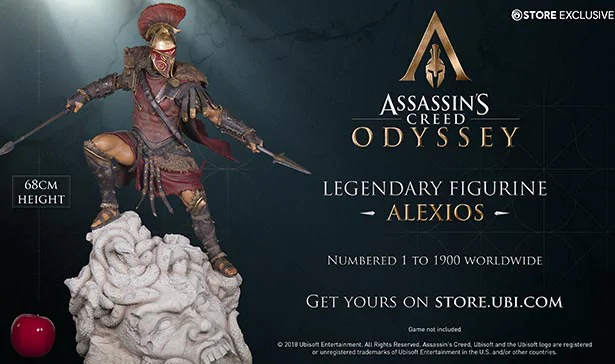 STORE EXCLUSIVE
ASSASSIN'S
CREED
ODYSSEY
68CM
HEIGHT
LEGENDARY FIGURINE
- ALEXIOS -
NUMBERED 1 TO 1900 WORLDWIDE
GET YOURS ON STORE.UBI.COM
Game not included
© 2018 Ubisoft Entertainment. All Rights Reserved. Assassin's Creed, Ubisoft and the Ubisoft logo are registered
or unregistered trademarks of Ubisoft Entertainment in the U.S. and/or other countries.